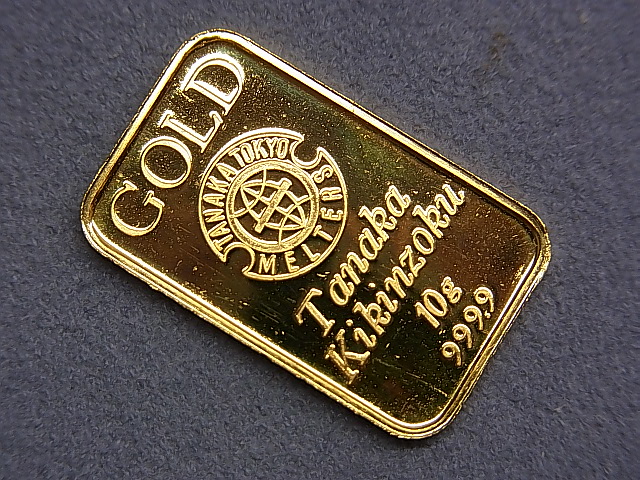 GOLD
TANAKA TOKYO
MELTERS
Tanaka
Kikinzoku
10g
999.9